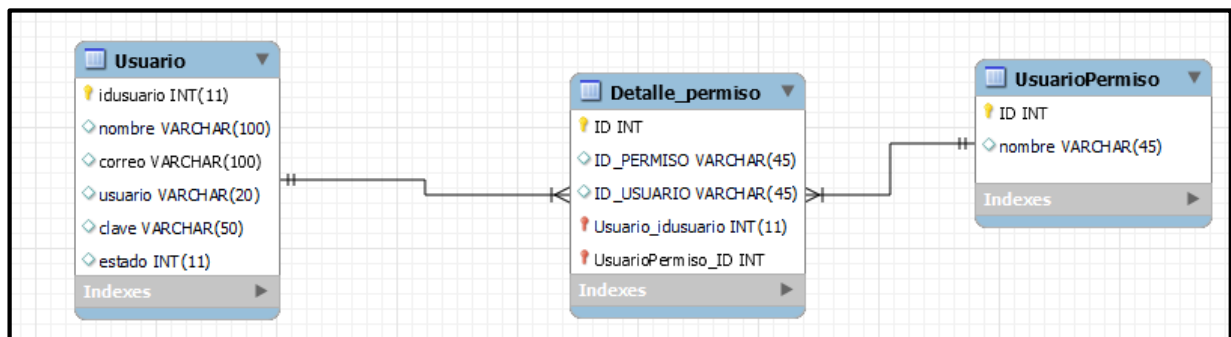 Usuario
idusuario INT(11)
nombre VARCHAR(100)
correo VARCHAR(100)
usuario VARCHAR(20)
clave VARCHAR(50)
estado INT(11)
Indexes
Detalle_permiso
ID INT
ID_PERMISO VARCHAR(45)
ID_USUARIO VARCHAR(45)
Usuario_idusuario INT(11)
UsuarioPermiso_ID INT
Indexes
UsuarioPermiso
ID INT
nombre VARCHAR(45)
Indexes